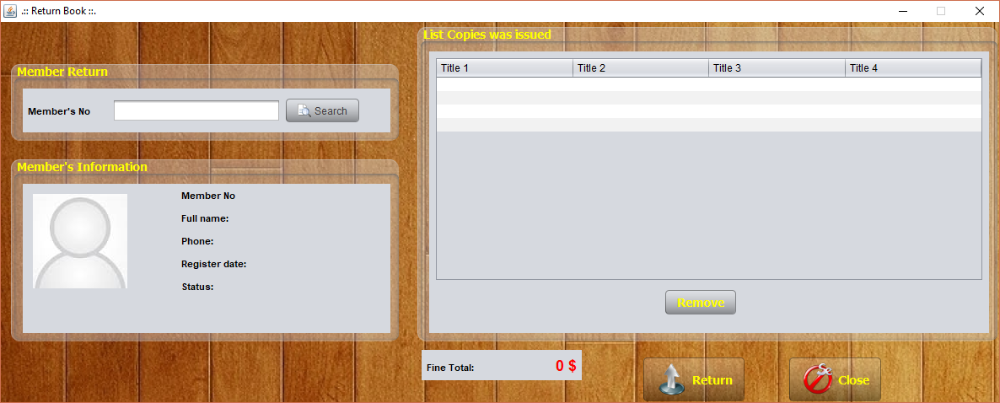 .:: Return Book ::.
Member Return
Member's No
Search
Member's Information
Member No
Full name:
Phone:
Register date:
Status:
List Copies was issued
Title 1 Title 2 Title 3 Title 4
Remove
Fine Total: 0 $
Return
Close